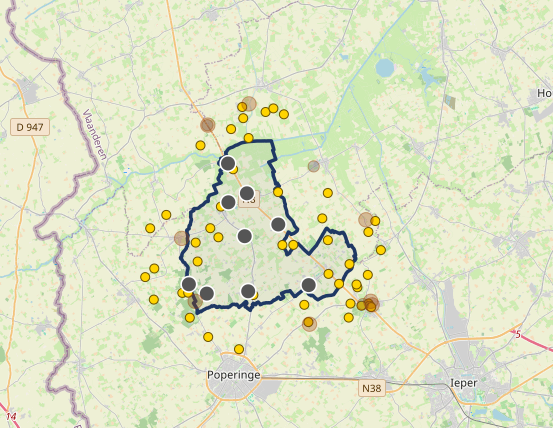 D 947
Vlaanderen
Ho
Poperinge
N38
Ieper
5
14